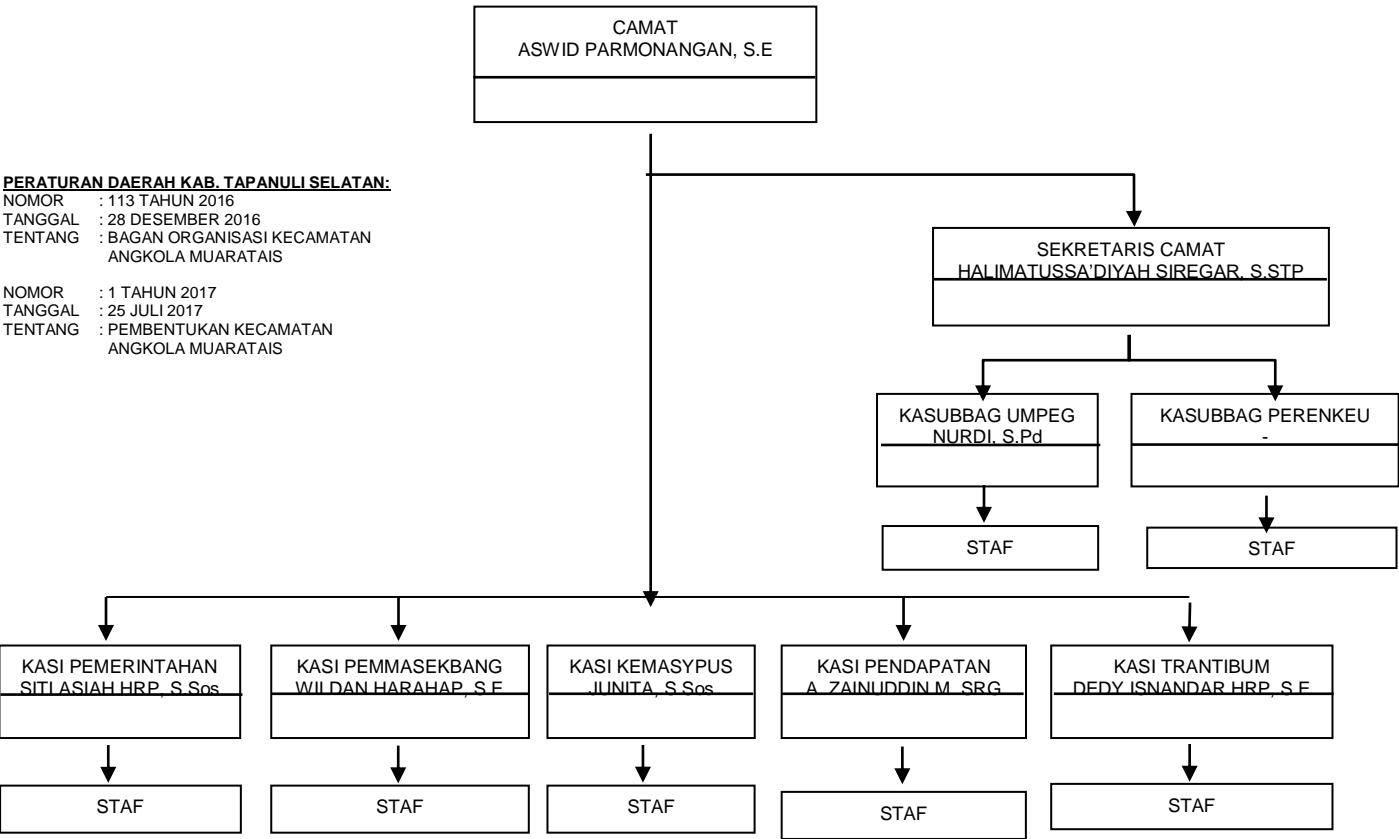 CAMAT
ASWID PARMONANGAN, S.E
PERATURAN DAERAH KAB. TAPANULI SELATAN:
NOMOR : 113 TAHUN 2016
TANGGAL : 28 DESEMBER 2016
TENTANG : BAGAN ORGANISASI KECAMATAN
ANGKOLA MUARATAIS
NOMOR : 1 TAHUN 2017
TANGGAL : 25 JULI 2017
TENTANG : PEMBENTUKAN KECAMATAN
ANGKOLA MUARATAIS
SEKRETARIS CAMAT
HALIMATUSSA’DIYAH SIREGAR, S.STP
KASUBBAG UMPEG
NURDI, S.Pd
KASUBBAG PERENKEU
-
STAF
STAF
KASI PEMERINTAHAN
SITI ASIAH HRP, S.Sos
KASI PEMMASEKBANG
WILDAN HARAHAP, S.E
KASI KEMASYPUS
JUNITA, S.Sos
KASI PENDAPATAN
A. ZAINUDDIN M. SRG
KASI TRANTIBUM
DEDY ISNANDAR HRP, S.E
STAF
STAF
STAF
STAF
STAF